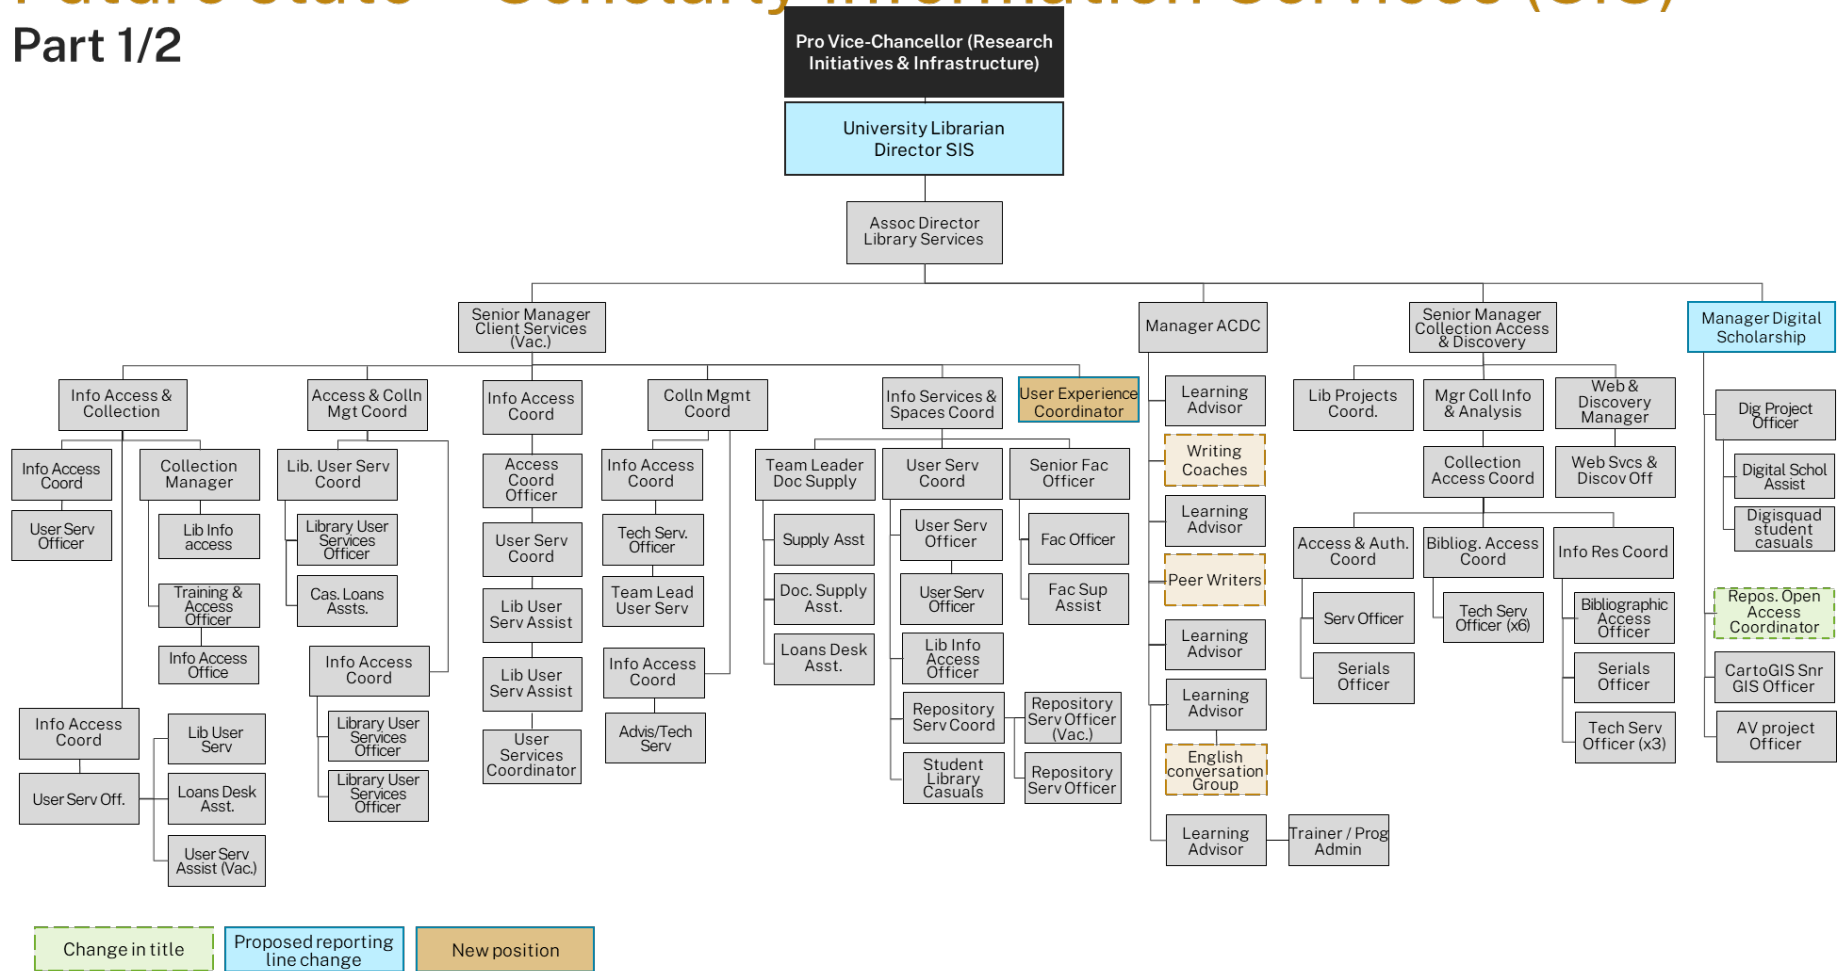 Future state – Scholarly Information Services (SIS)
Part 1/2
Pro Vice-Chancellor (Research
Initiatives & Infrastructure)
University Librarian
Director SIS
Assoc Director
Library Services
Senior Manager
Client Services
(Vac.)
Manager ACDC
Senior Manager
Collection Access
& Discovery
Manager Digital
Scholarship
Info Access &
Collection
Access & Colln
Mgt Coord
Info Access
Coord
Colln Mgmt
Coord
Info Services &
Spaces Coord
User Experience
Coordinator
Info Access
Coord
User Serv
Officer
Collection
Manager
Lib Info
access
Training &
Access
Officer
Info Access
Office
Info Access
Coord
User Serv Off.
Lib User
Serv
Loans Desk
Asst.
User Serv
Assist (Vac.)
Lib. User Serv
Coord
Library User
Services
Officer
Cas. Loans
Assts.
Info Access
Coord
Library User
Services
Officer
Library User
Services
Officer
Access
Coord
Officer
User Serv
Coord
Lib User
Serv Assist
Lib User
Serv Assist
User
Services
Coordinator
Info Access
Coord
Tech Serv.
Officer
Team Lead
User Serv
Info Access
Coord
Advis/Tech
Serv
Team Leader
Doc Supply
Supply Asst
Doc. Supply
Asst.
Loans Desk
Asst.
User Serv
Coord
User Serv
Officer
User Serv
Officer
Lib Info
Access
Officer
Repository
Serv Coord
Student
Library
Casuals
Repository
Serv Officer
(Vac.)
Repository
Serv Officer
Senior Fac
Officer
Fac Officer
Fac Sup
Assist
Learning
Advisor
Writing
Coaches
Learning
Advisor
Peer Writers
Learning
Advisor
Learning
Advisor
English
conversation
Group
Learning
Advisor
Trainer / Prog
Admin
Lib Projects
Coord.
Mgr Coll Info
& Analysis
Web &
Discovery
Manager
Collection
Access Coord
Web Svcs &
Discov Off
Access & Auth.
Coord
Serv Officer
Serials
Officer
Bibliog. Access
Coord
Tech Serv
Officer (x6)
Info Res Coord
Bibliographic
Access
Officer
Serials
Officer
Tech Serv
Officer (x3)
Dig Project
Officer
Digital Schol
Assist
Digisquad
student
casuals
Repos. Open
Access
Coordinator
CartoGIS Snr
GIS Officer
AV project
Officer
Change in title
Proposed reporting
line change
New position